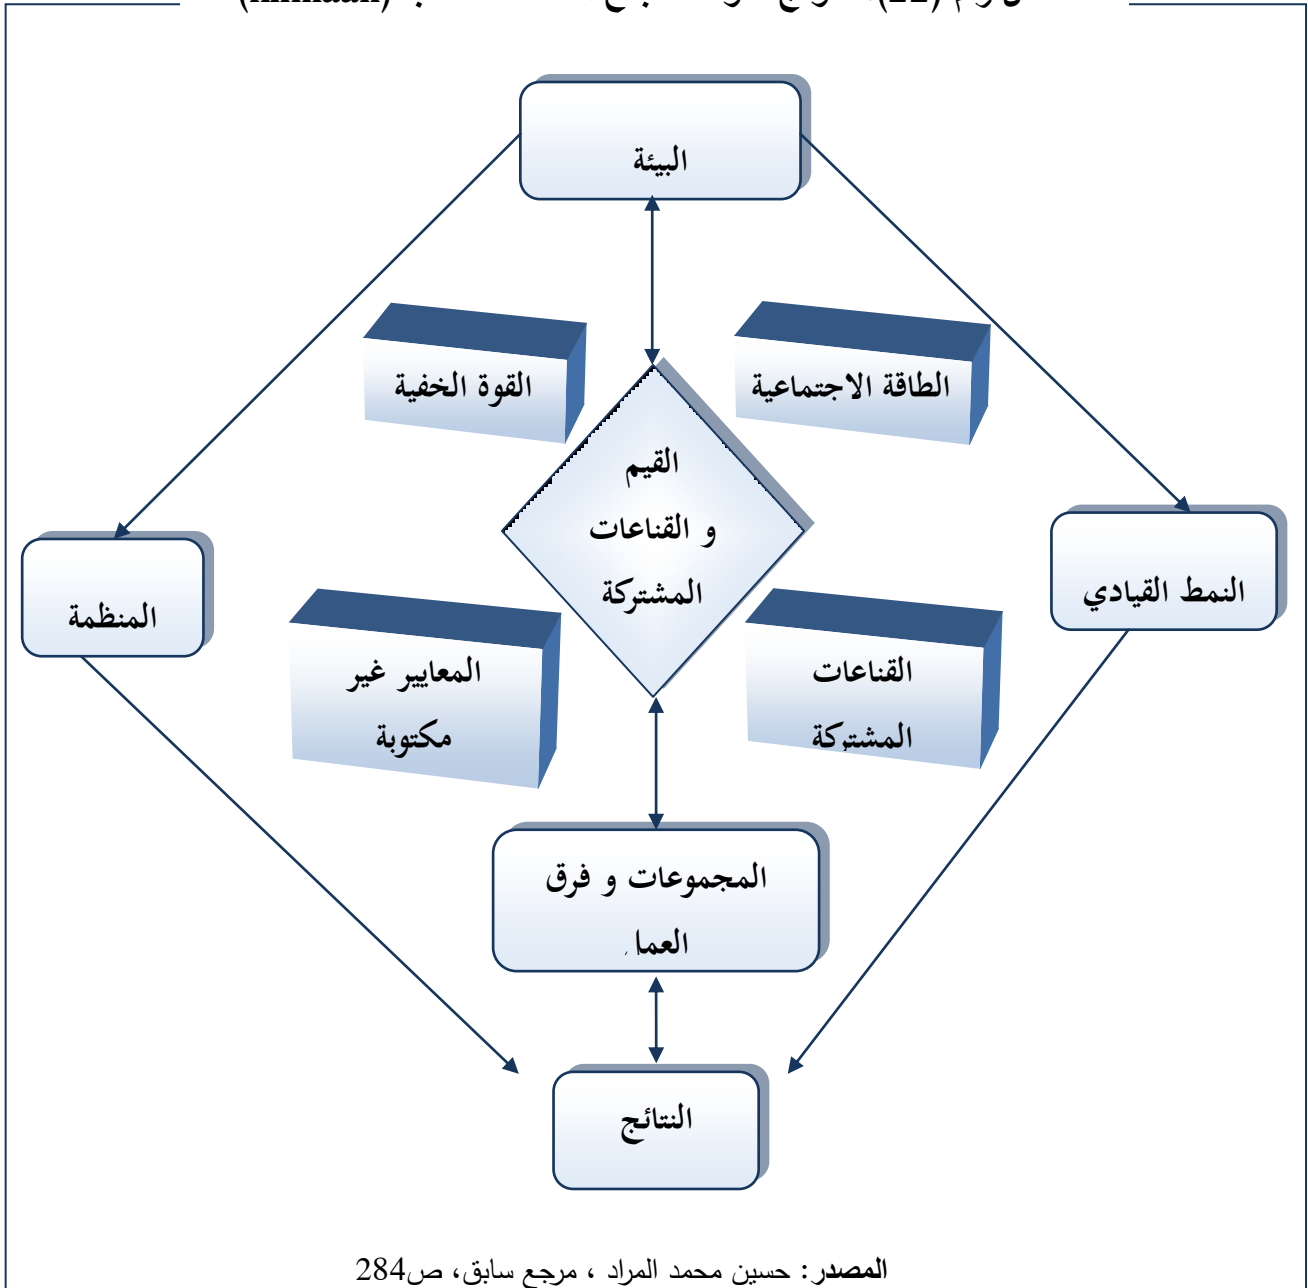 (11)
البيئة
القوة الخفية
الطاقة الاجتماعية
القيم
و القناعات
المشتركة
المنظمة
النمط القيادي
المعايير غير
مكتوبة
القناعات
المشتركة
المجموعات و فرق
العمل
النتائج
المصدر: حسين محمد المراد ، مرجع سابق، ص284